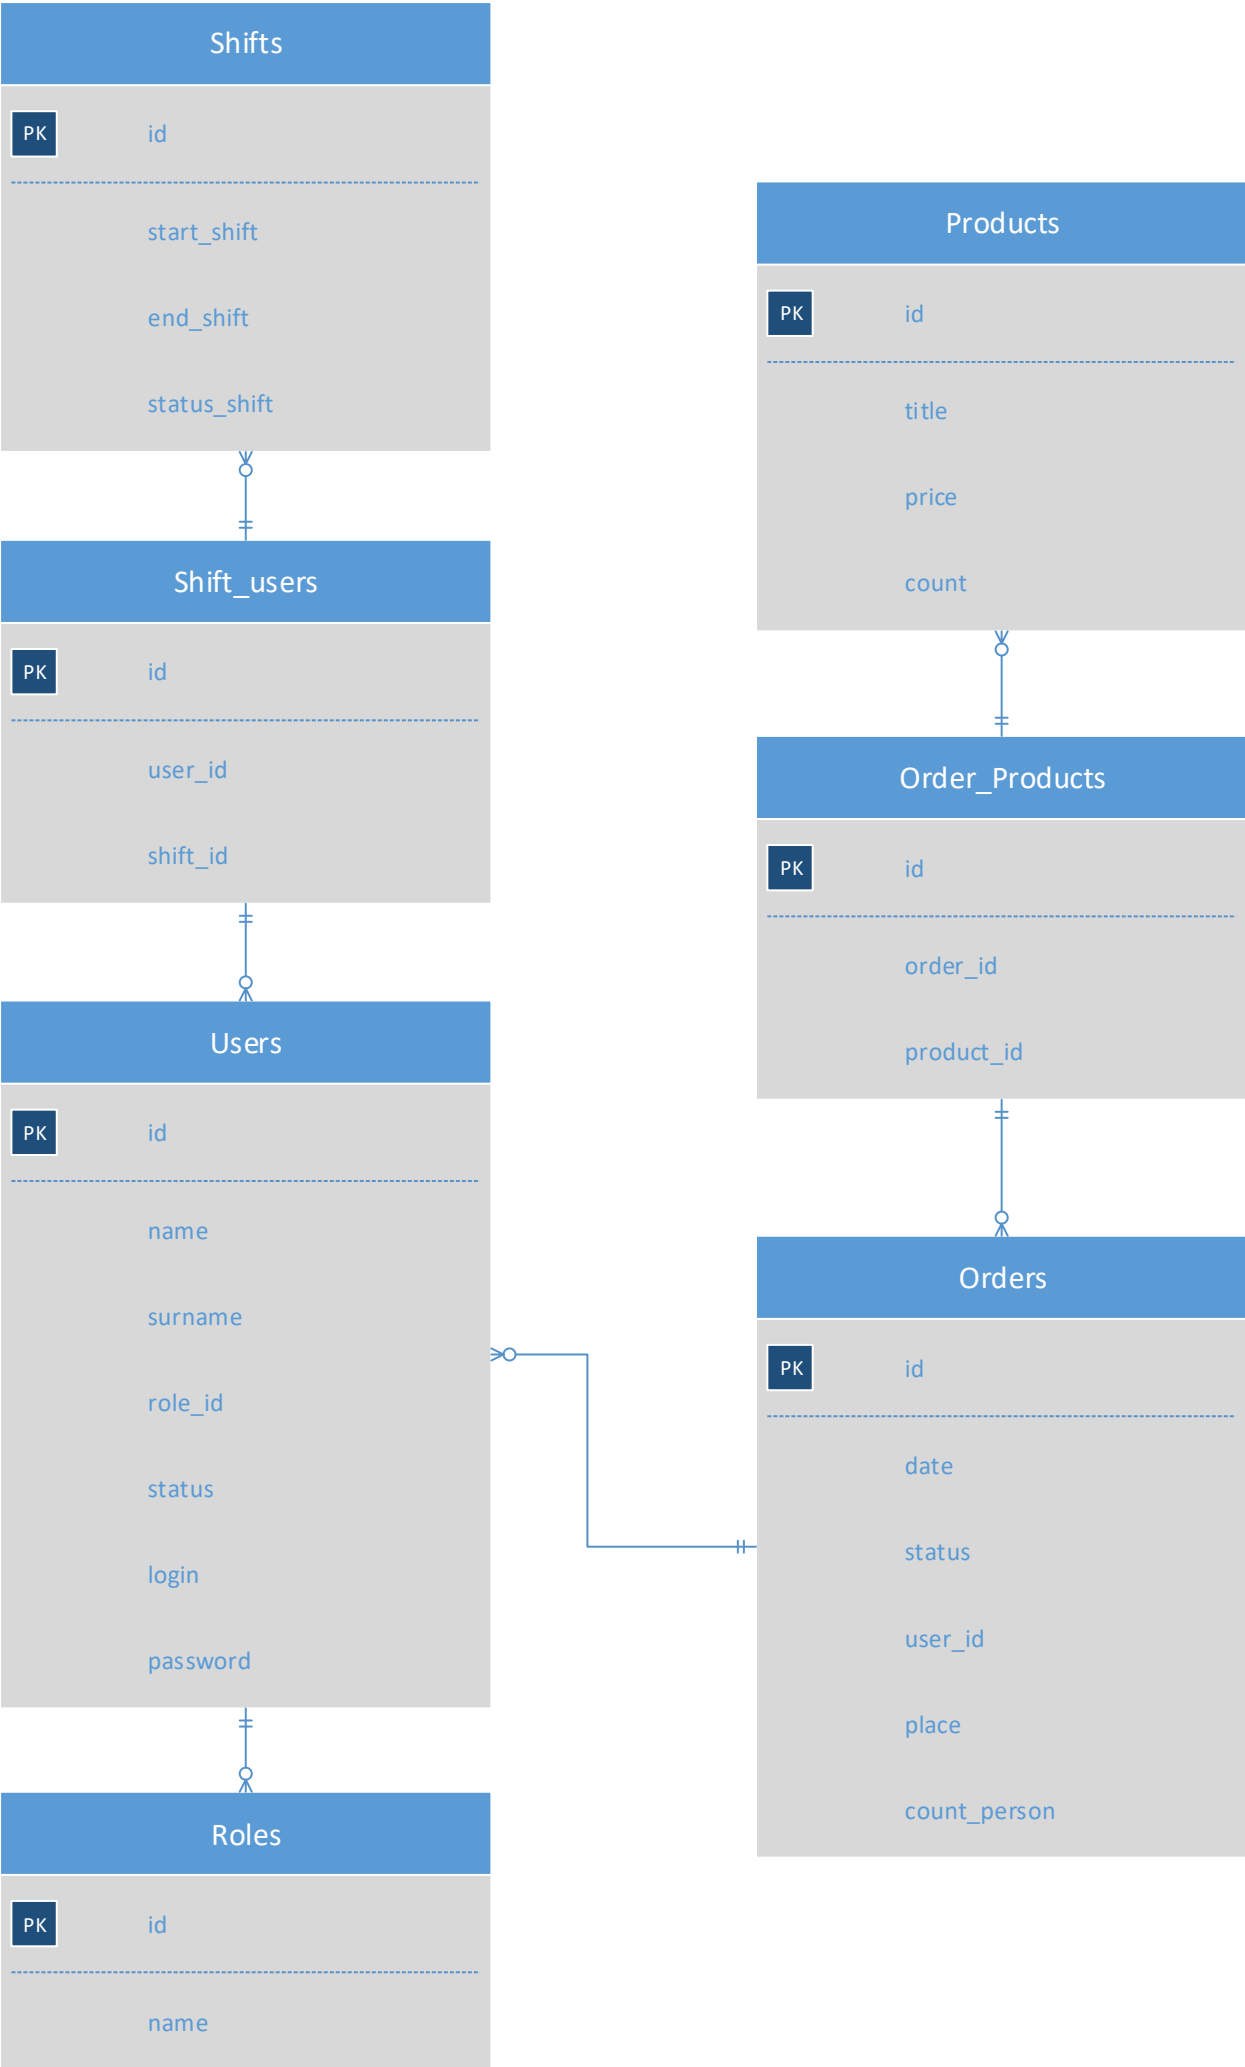 Shifts
PK id
start_shift
end_shift
status_shift
Shift_users
PK id
user_id
shift_id
Users
PK id
name
surname
role_id
status
login
password
Roles
PK id
name
Products
PK id
title
price
count
Order_Products
PK id
order_id
product_id
Orders
PK id
date
status
user_id
place
count_person